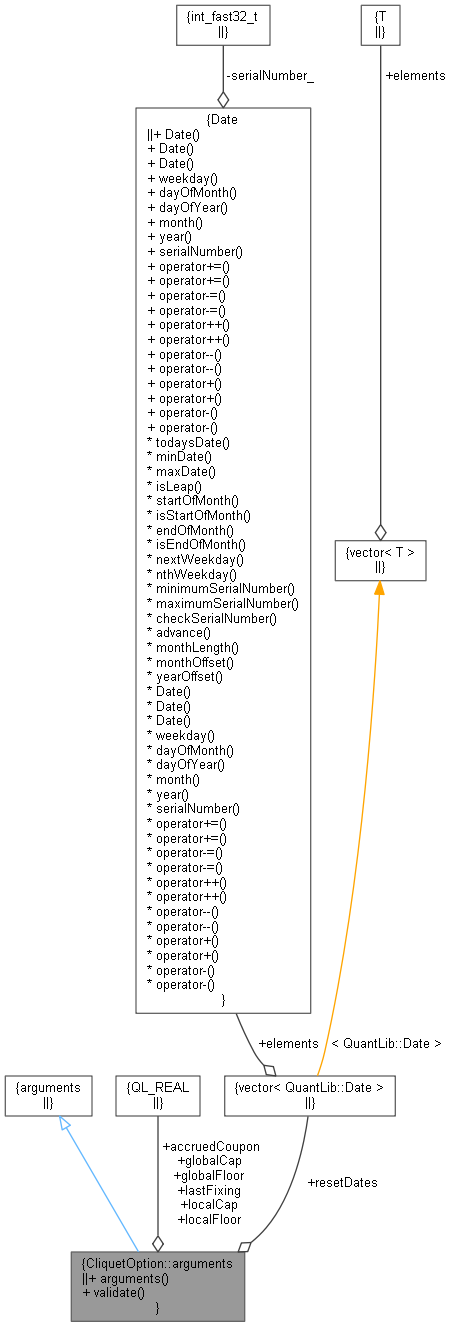 {int_fast32_t
||}
{T
||}
-serialNumber_
+elements
{Date
||+ Date()
+ Date()
+ Date()
+ weekday()
+ dayOfMonth()
+ dayOfYear()
+ month()
+ year()
+ serialNumber()
+ operator+=()
+ operator+=()
+ operator-=()
+ operator-=()
+ operator++()
+ operator++()
+ operator--()
+ operator--()
+ operator+()
+ operator+()
+ operator-()
+ operator-()
* todaysDate()
* minDate()
* maxDate()
* isLeap()
* startOfMonth()
* isStartOfMonth()
* endOfMonth()
* isEndOfMonth()
* nextWeekday()
* nthWeekday()
* minimumSerialNumber()
* maximumSerialNumber()
* checkSerialNumber()
* advance()
* monthLength()
* monthOffset()
* yearOffset()
* Date()
* Date()
* Date()
* weekday()
* dayOfMonth()
* dayOfYear()
* month()
* year()
* serialNumber()
* operator+=()
* operator+=()
* operator-=()
* operator-=()
* operator++()
* operator++()
* operator--()
* operator--()
* operator+()
* operator+()
* operator-()
* operator-()
}
{vector< T >
||}
+elements
< QuantLib::Date >
{arguments
||}
{QL_REAL
||}
{vector< QuantLib::Date >
||}
+accruedCoupon
+globalCap
+globalFloor
+lastFixing
+localCap
+localFloor
+resetDates
{CliquetOption::arguments
||+ arguments()
+ validate()
}